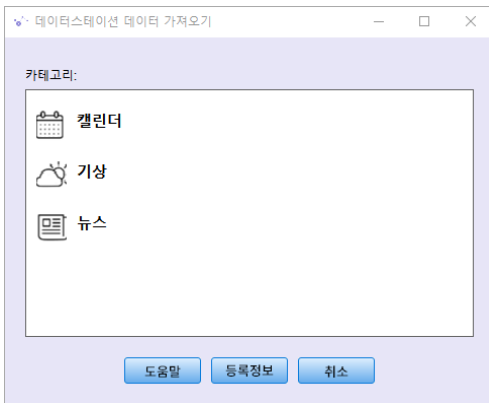 데이터스테이션 데이터 가져오기
카테고리:
캘린더
기상
뉴스
도움말 등록정보 취소